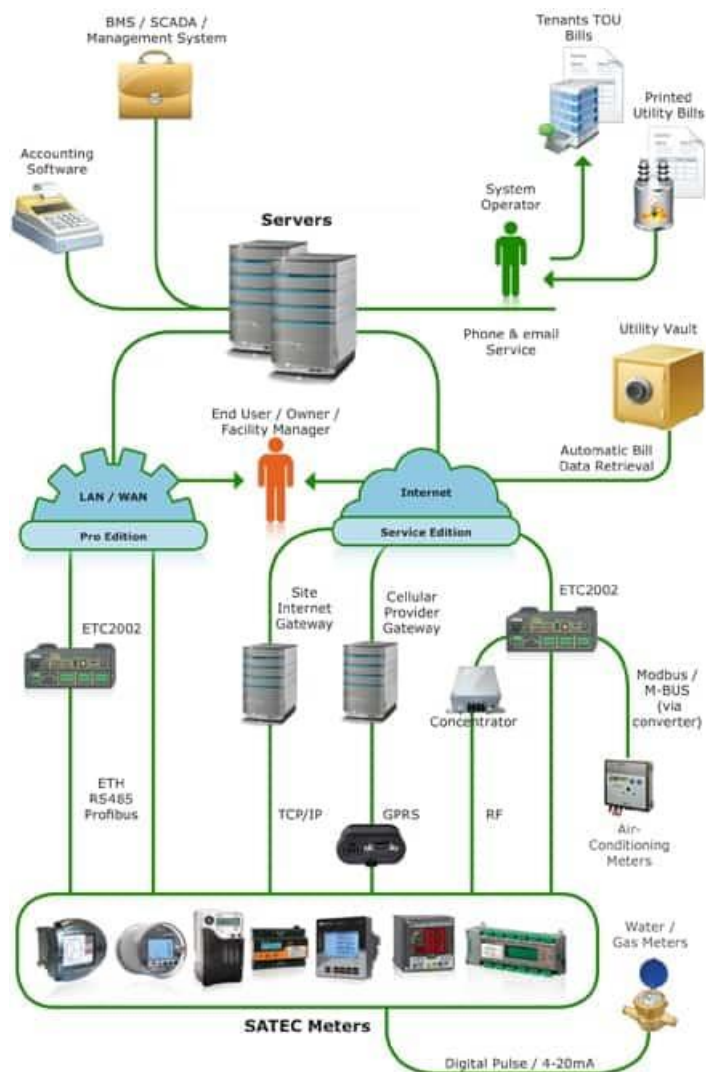 BMS / SCADA /
Management System
Tenants TOU
Bills
Printed
Utility Bills
Accounting
Software
System
Operator
Servers
Phone & email
Service
Utility Vault
End User / Owner /
Facility Manager
Automatic Bill
Data Retrieval
LAN / WAN
Internet
Pro Edition
Service Edition
ETC2002
Site
Internet
Gateway
Cellular
Provider
Gateway
ETC2002
Concentrator
Modbus /
M-BUS
(via
converter)
ETH
RS485
Profibus
TCP/IP
GPRS
RF
Air-
Conditioning
Meters
Water /
Gas Meters
SATEC Meters
Digital Pulse / 4-20mA